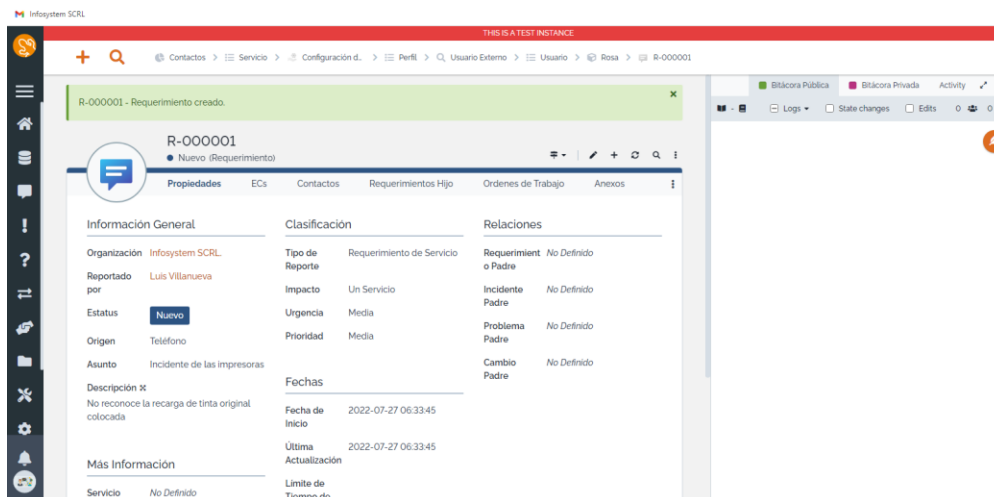 Infosystem SCRL
THIS IS A TEST INSTANCE
Contactos > Servicio > Configuración d... > Perfil > Usuario Externo > Usuario > Rosa > R-000001
Bitácora Pública Bitácora Privada Activity
- Logs State changes Edits 0 0
R-000001 - Requerimiento creado. ×
R-000001
Nuevo (Requerimiento)
Propiedades ECs Contactos Requerimientos Hijo Ordenes de Trabajo Anexos
Información General
Organización Infosystem SCRL.
Reportado por Luis Villanueva
Estatus Nuevo
Origen Teléfono
Asunto Incidente de las impresoras
Descripción
No reconoce la recarga de tinta original
colocada
Más Información
Servicio No Definido
Clasificación
Tipo de Reporte Requerimiento de Servicio
Impacto Un Servicio
Urgencia Media
Prioridad Media
Fechas
Fecha de Inicio 2022-07-27 06:33:45
Última Actualización 2022-07-27 06:33:45
Límite de
Tiempo de
Relaciones
Requerimiento Padre No Definido
Incidente Padre No Definido
Problema Padre No Definido
Cambio Padre No Definido